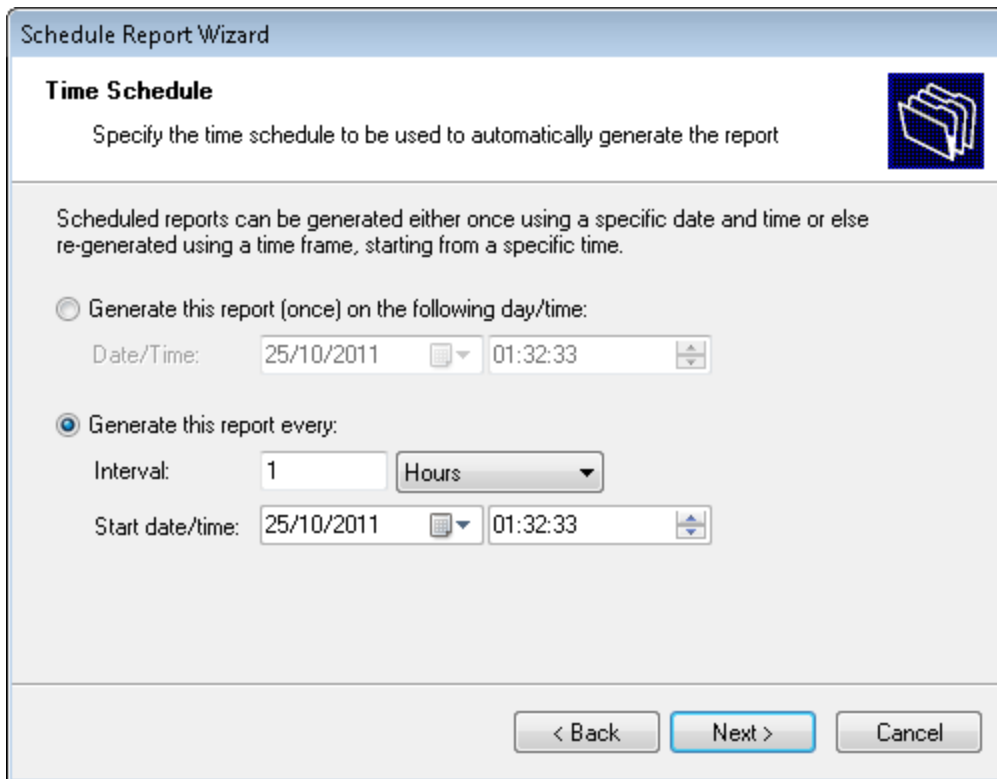 Schedule Report Wizard
Time Schedule
Specify the time schedule to be used to automatically generate the report
Scheduled reports can be generated either once using a specific date and time or else
re-generated using a time frame, starting from a specific time.
Generate this report (once) on the following day/time:
Date/Time: 25/10/2011 01:32:33
Generate this report every:
Interval: 1 Hours
Start date/time: 25/10/2011 01:32:33
< Back Next > Cancel